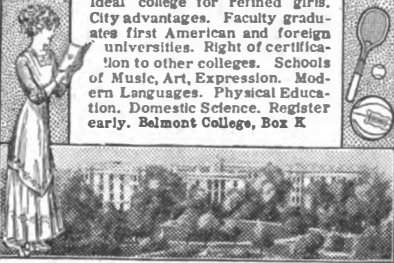 Ideal college for refined girls.
City advantages. Faculty gradu-
ates first American and foreign
universities. Right of certifica-
tion to other colleges. Schools
of Music, Art, Expression. Mod-
ern Languages. Physical Educa-
tion. Domestic Science. Register
early. Belmont College, Box K